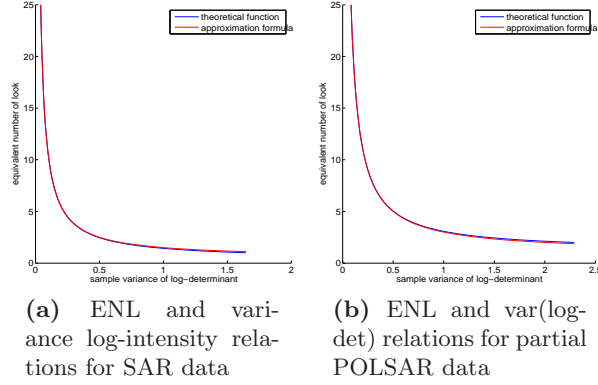 25
20
15
10
5
0
equivalent number of look
theoretical function
approximation formula
0
0.5
1
1.5
2
sample variance of log−determinant
25
20
15
10
5
0
equivalent number of look
theoretical function
approximation formula
0
0.5
1
1.5
2
2.5
sample variance of log−determinant
(a) ENL and vari-
ance log-intensity rela-
tions for SAR data
(b) ENL and var(log-
det) relations for partial
POLSAR data